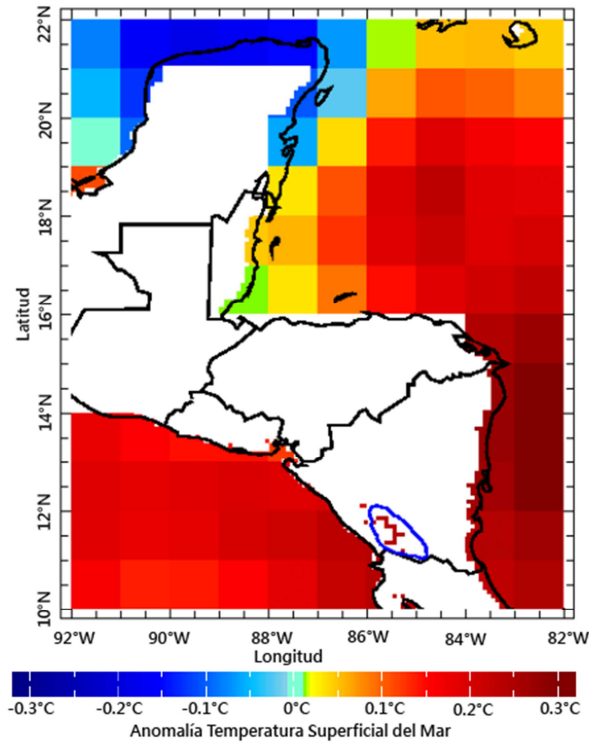 22°N
20°N
18°N
16°N
14°N
12°N
10°N
Latitud
92°W 90°W 88°W 86°W 84°W 82°W
Longitud
-0.3°C -0.2°C -0.1°C 0°C 0.1°C 0.2°C 0.3°C
Anomalía Temperatura Superficial del Mar